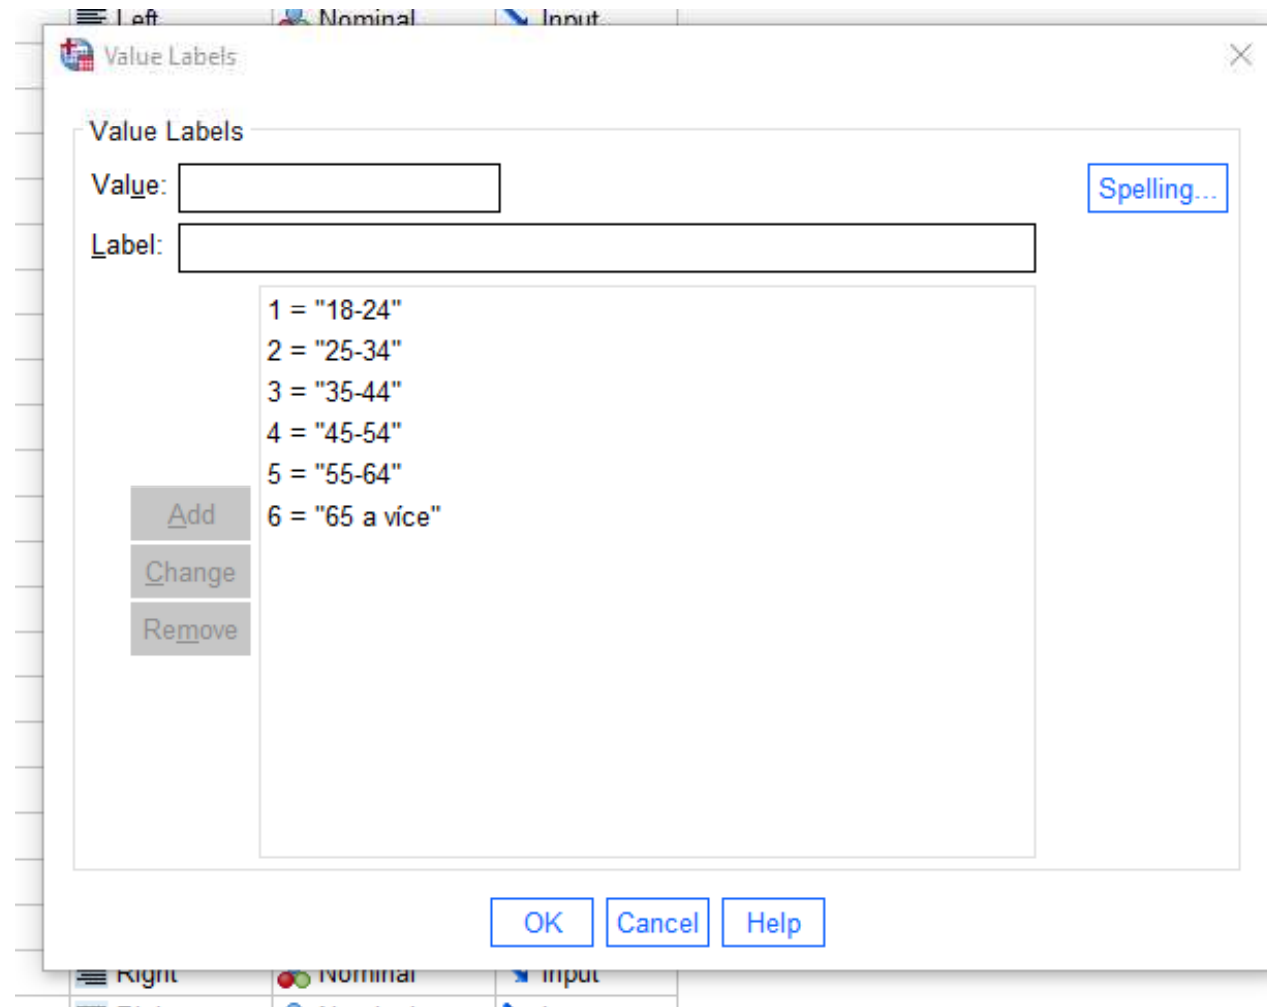 Left Nominal Input
Value Labels
Value Labels
Value:
Spelling...
Label:
1 = "18-24"
2 = "25-34"
3 = "35-44"
4 = "45-54"
5 = "55-64"
6 = "65 a více"
Add
Change
Remove
OK Cancel Help
Right Nominal Input